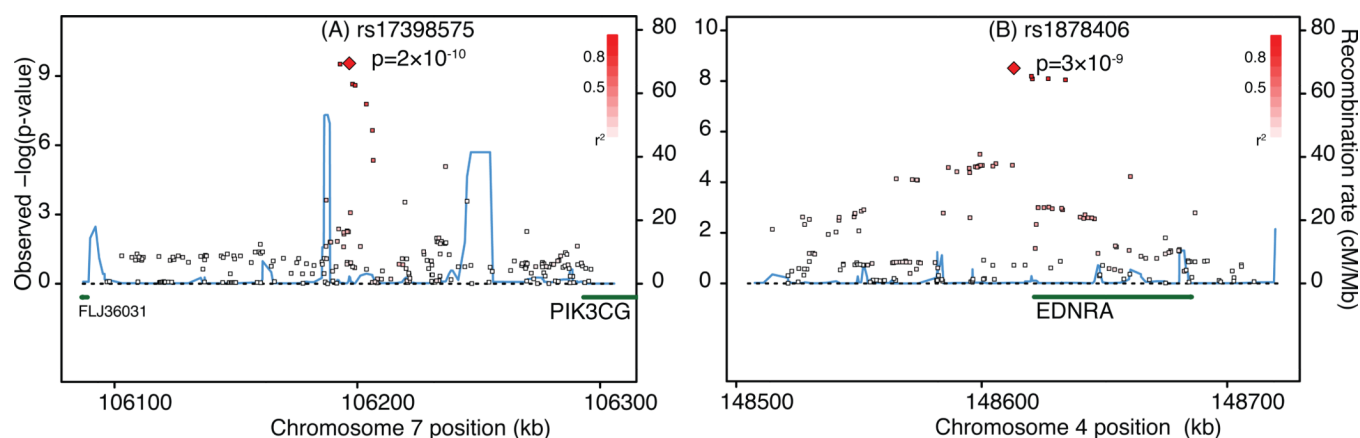 (A) rs17398575
p=2×10-10
Observed –log(p-value)
9
6
3
0
80
60
40
20
0
0.8
0.5
r2
FLJ36031
PIK3CG
106100
106200
106300
Chromosome 7 position (kb)
(B) rs1878406
p=3×10-9
10
8
6
4
2
0
80
60
40
20
0
0.8
0.5
r2
Recombination rate (cM/Mb)
EDNRA
148500
148600
148700
Chromosome 4 position (kb)